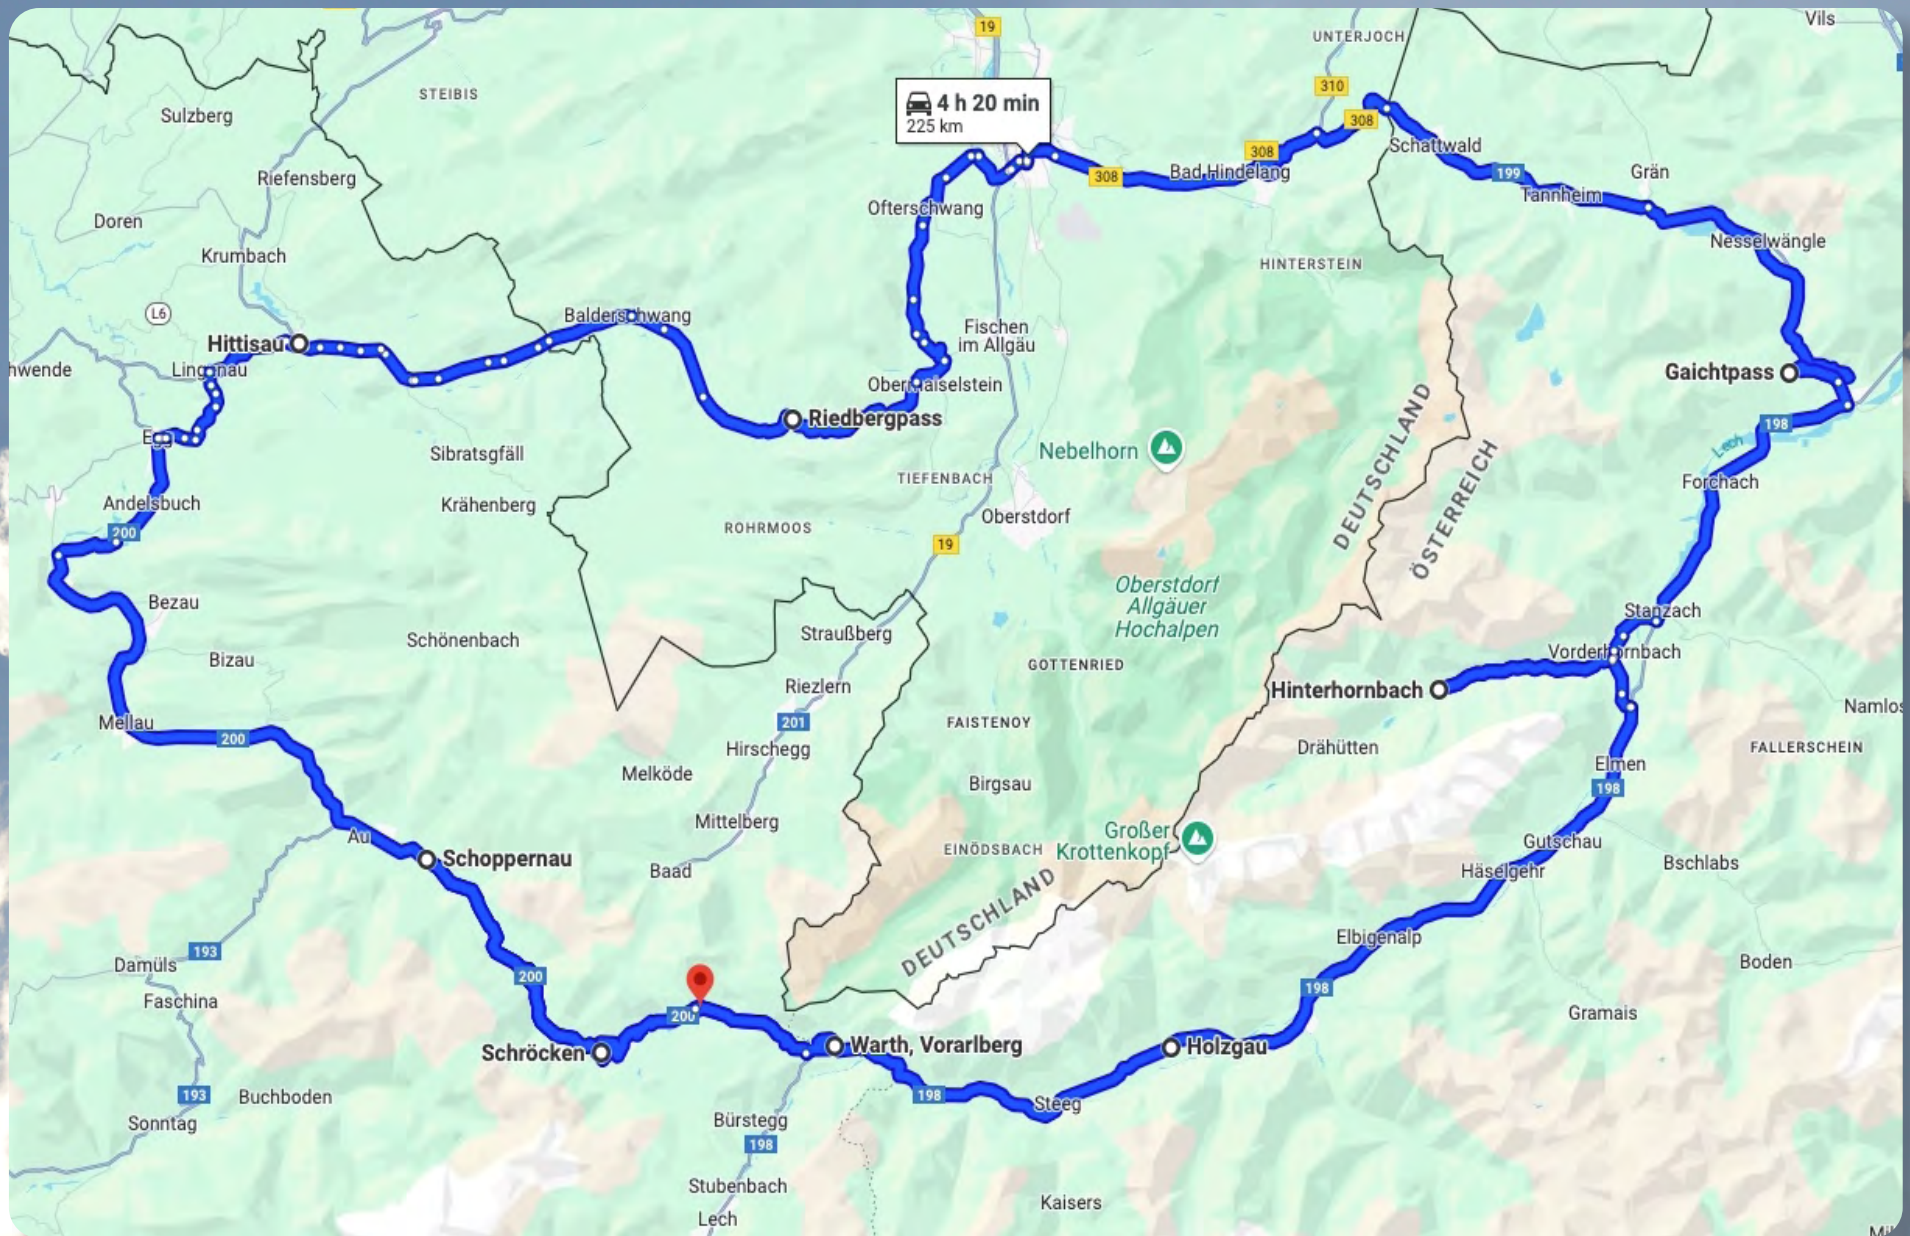 Vils
19
UNTERJOCH
310
STEIBIS
4 h 20 min
225 km
Sulzberg
308
Schattwald
308
199
Grän
308
Bad Hindelang
Riefensberg
Tannheim
Ofterschwang
Doren
Nesselwängle
Krumbach
HINTERSTEIN
L6
Balderschwang
Fischen
im Allgäu
Hittisau
hwende
Lingenau
Obermaiselstein
Gaichtpass
Riedbergpass
198
Egg
Lech
Nebelhorn
DEUTSCHLAND
ÖSTERREICH
Sibratsgfäll
TIEFENBACH
Forchach
Andelsbuch
Krähenberg
Oberstdorf
200
ROHRMOOS
19
Oberstdorf
Allgäuer
Hochalpen
Bezau
Stanzach
Straußberg
Schönenbach
Vorderhornbach
Bizau
GOTTENRIED
Riezlern
Hinterhornbach
Namlos
Mellau
201
FAISTENOY
200
Hirschegg
Drähütten
FALLERSCHEIN
Melköde
Elmen
Birgsau
198
Mittelberg
Großer
Krottenkopf
Au
EINÖDSBACH
Gutschau
Schoppernau
Baad
Häselgehr
Bschlabs
DEUTSCHLAND
Elbigenalp
193
Damüls
200
Boden
198
Faschina
200
Gramais
Schröcken
Warth, Vorarlberg
Holzgau
193
Buchboden
198
Steeg
Sonntag
Bürstegg
198
Stubenbach
Kaisers
Lech